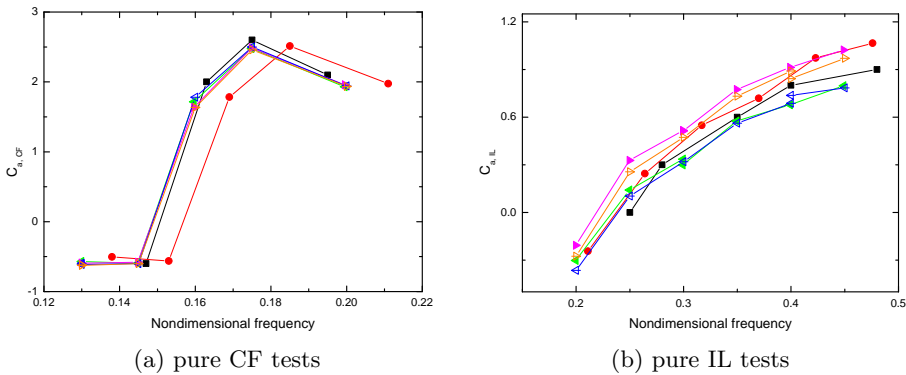 3
2
1
0
-1
0.12 0.14 0.16 0.18 0.20 0.22
C_{a, CF}
Nondimensional frequency
(a) pure CF tests
1.2
0.6
0.0
0.2 0.3 0.4 0.5
C_{a, IL}
Nondimensional frequency
(b) pure IL tests